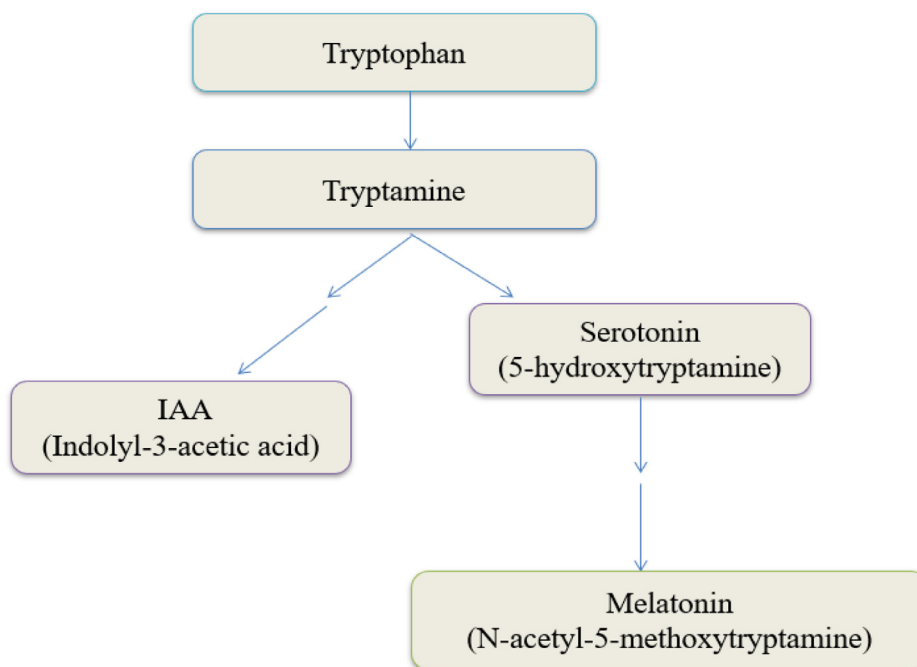 Tryptophan
Tryptamine
Serotonin
(5-hydroxytryptamine)
IAA
(Indolyl-3-acetic acid)
Melatonin
(N-acetyl-5-methoxytryptamine)